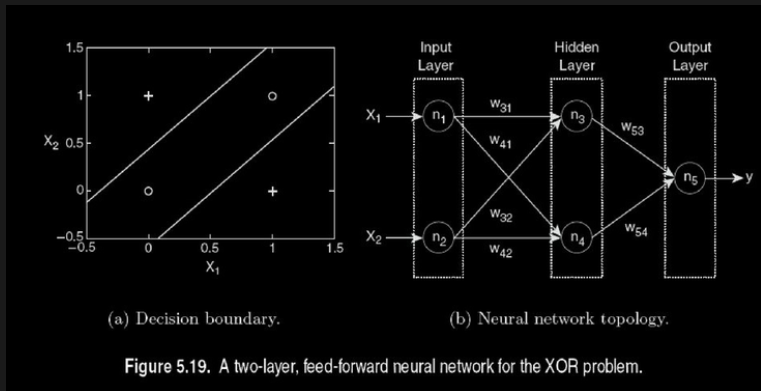 1.5
1
X2
0
-0.5
-0.5 0 0.5 1 1.5
X1
(a) Decision boundary.
Input Layer
Hidden Layer
Output Layer
X1
n1
w31
n3
w41
w53
n5
y
w32
w54
X2
n2
w42
n4
(b) Neural network topology.
Figure 5.19. A two-layer, feed-forward neural network for the XOR problem.